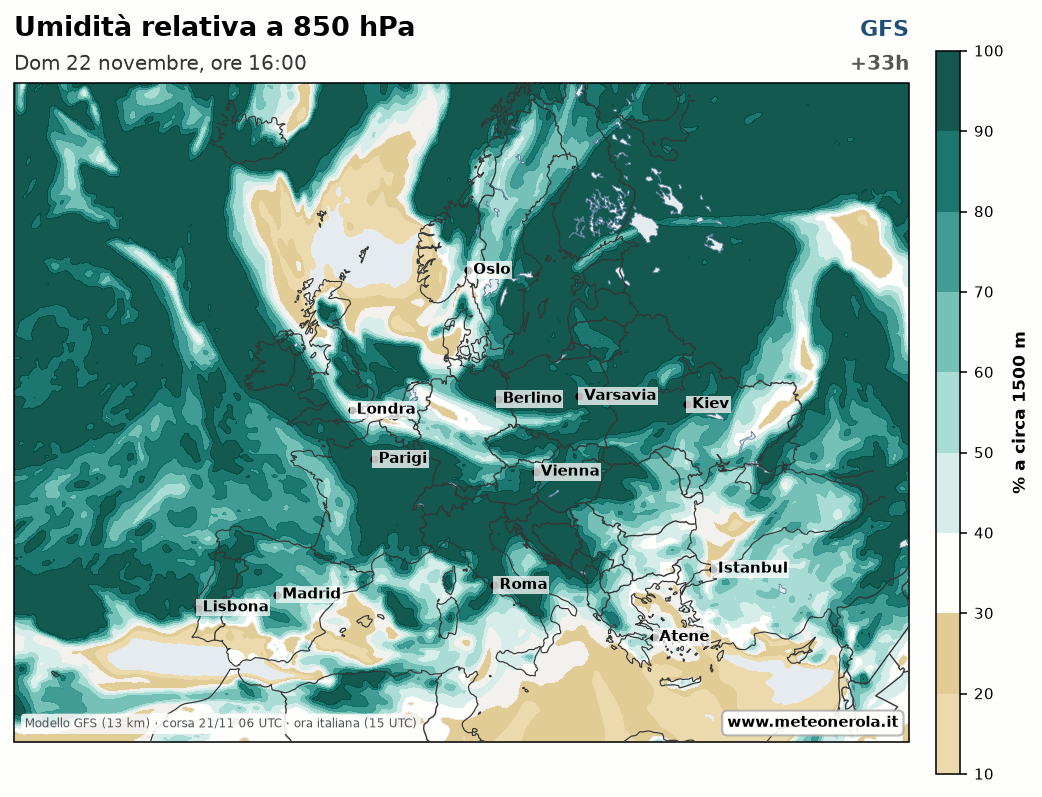 Umidità relativa a 850 hPa
GFS
Dom 22 novembre, ore 16:00
+33h
100
90
80
70
60
50
40
30
20
10
% a circa 1500 m
Oslo
Berlino
Varsavia
Kiev
Londra
Parigi
Vienna
Istanbul
Roma
Madrid
Lisbona
Atene
Modello GFS (13 km) · corsa 21/11 06 UTC · ora italiana (15 UTC)
www.meteonerola.it